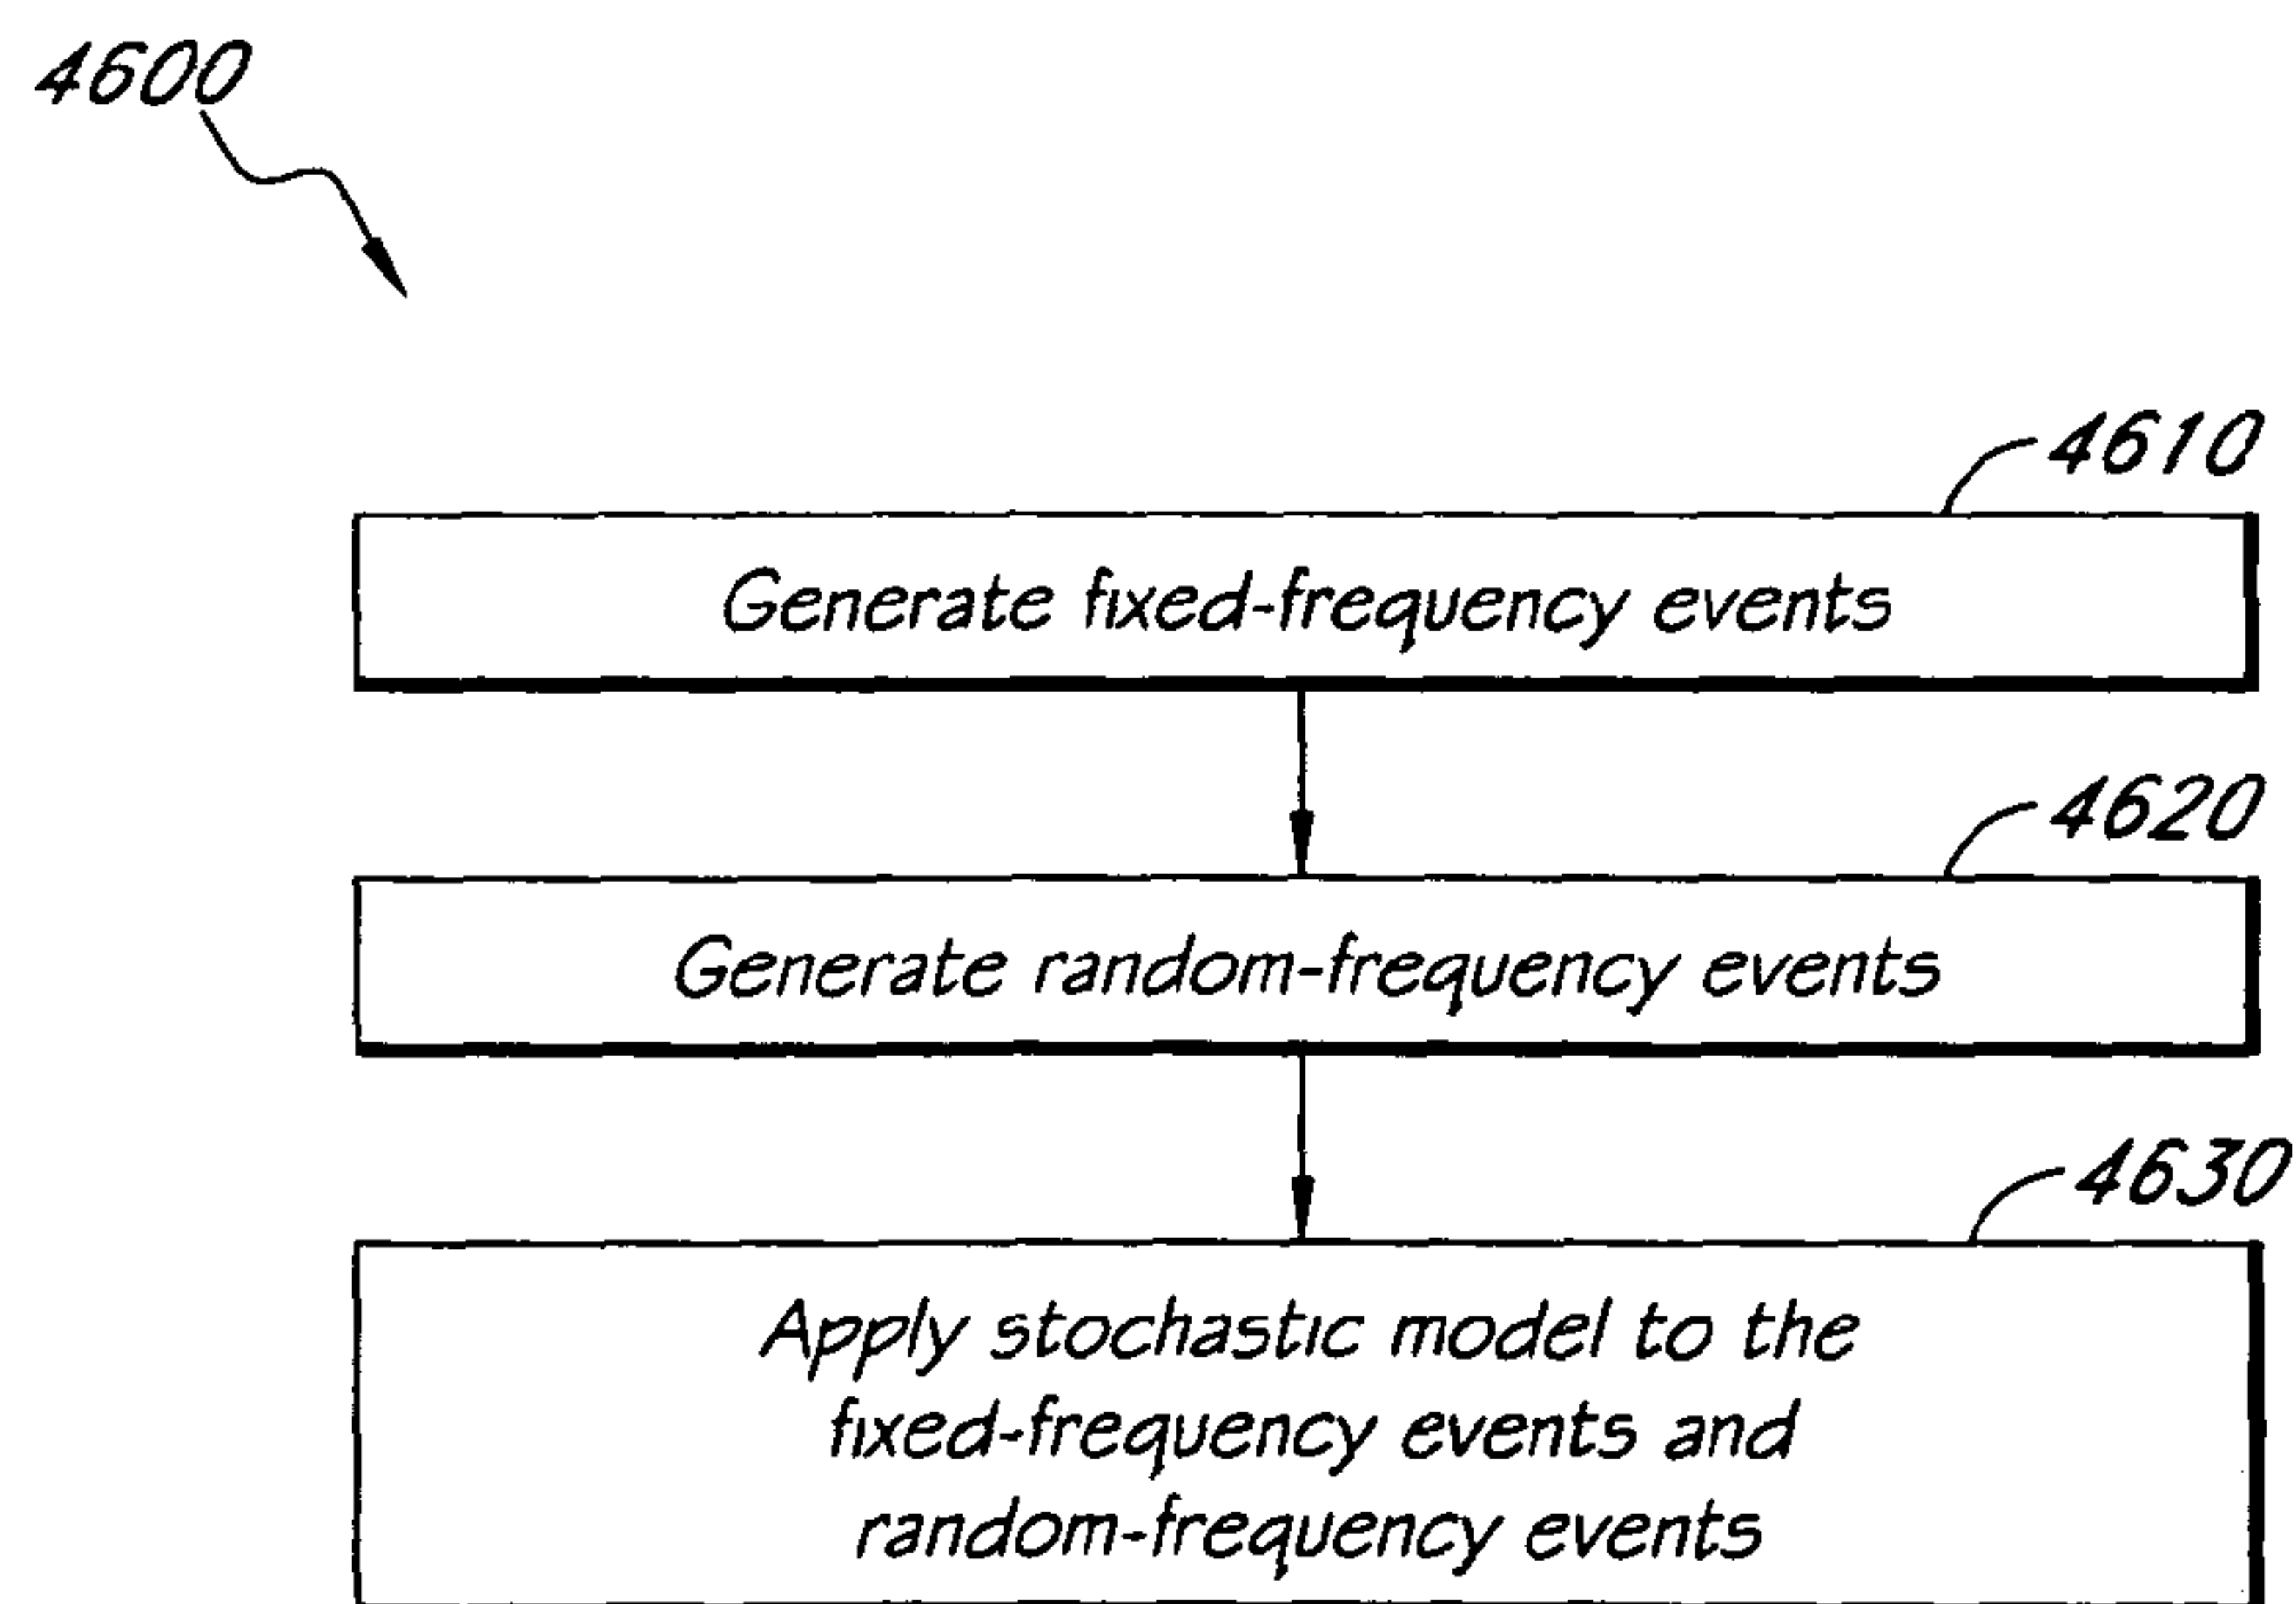 4600
4610
Generate fixed-frequency events
4620
Generate random-frequency events
4630
Apply stochastic model to the
fixed-frequency events and
random-frequency events